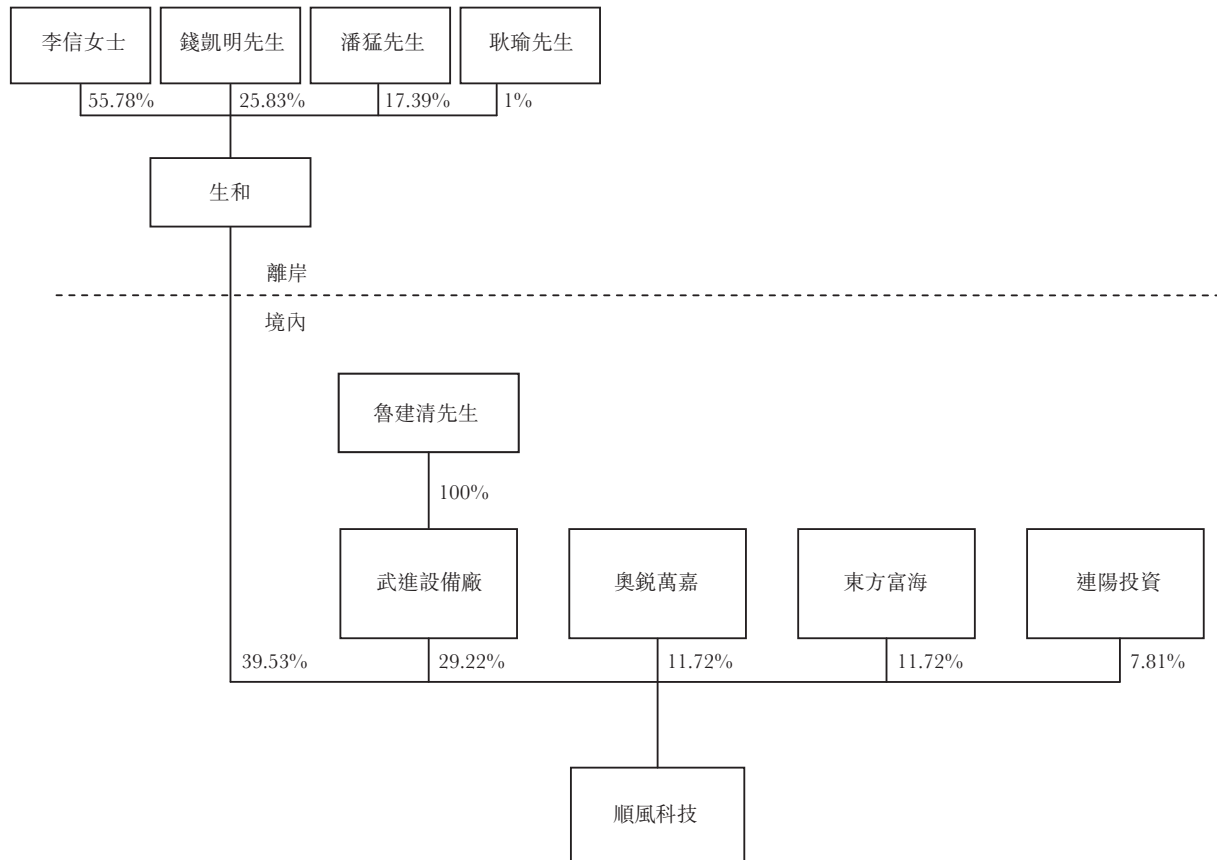 李信女士
錢凱明先生
潘猛先生
耿瑜先生
55.78%
25.83%
17.39%
1%
生和
離岸
境內
魯建清先生
100%
武進設備廠
奧銳萬嘉
東方富海
連陽投資
39.53%
29.22%
11.72%
11.72%
7.81%
順風科技